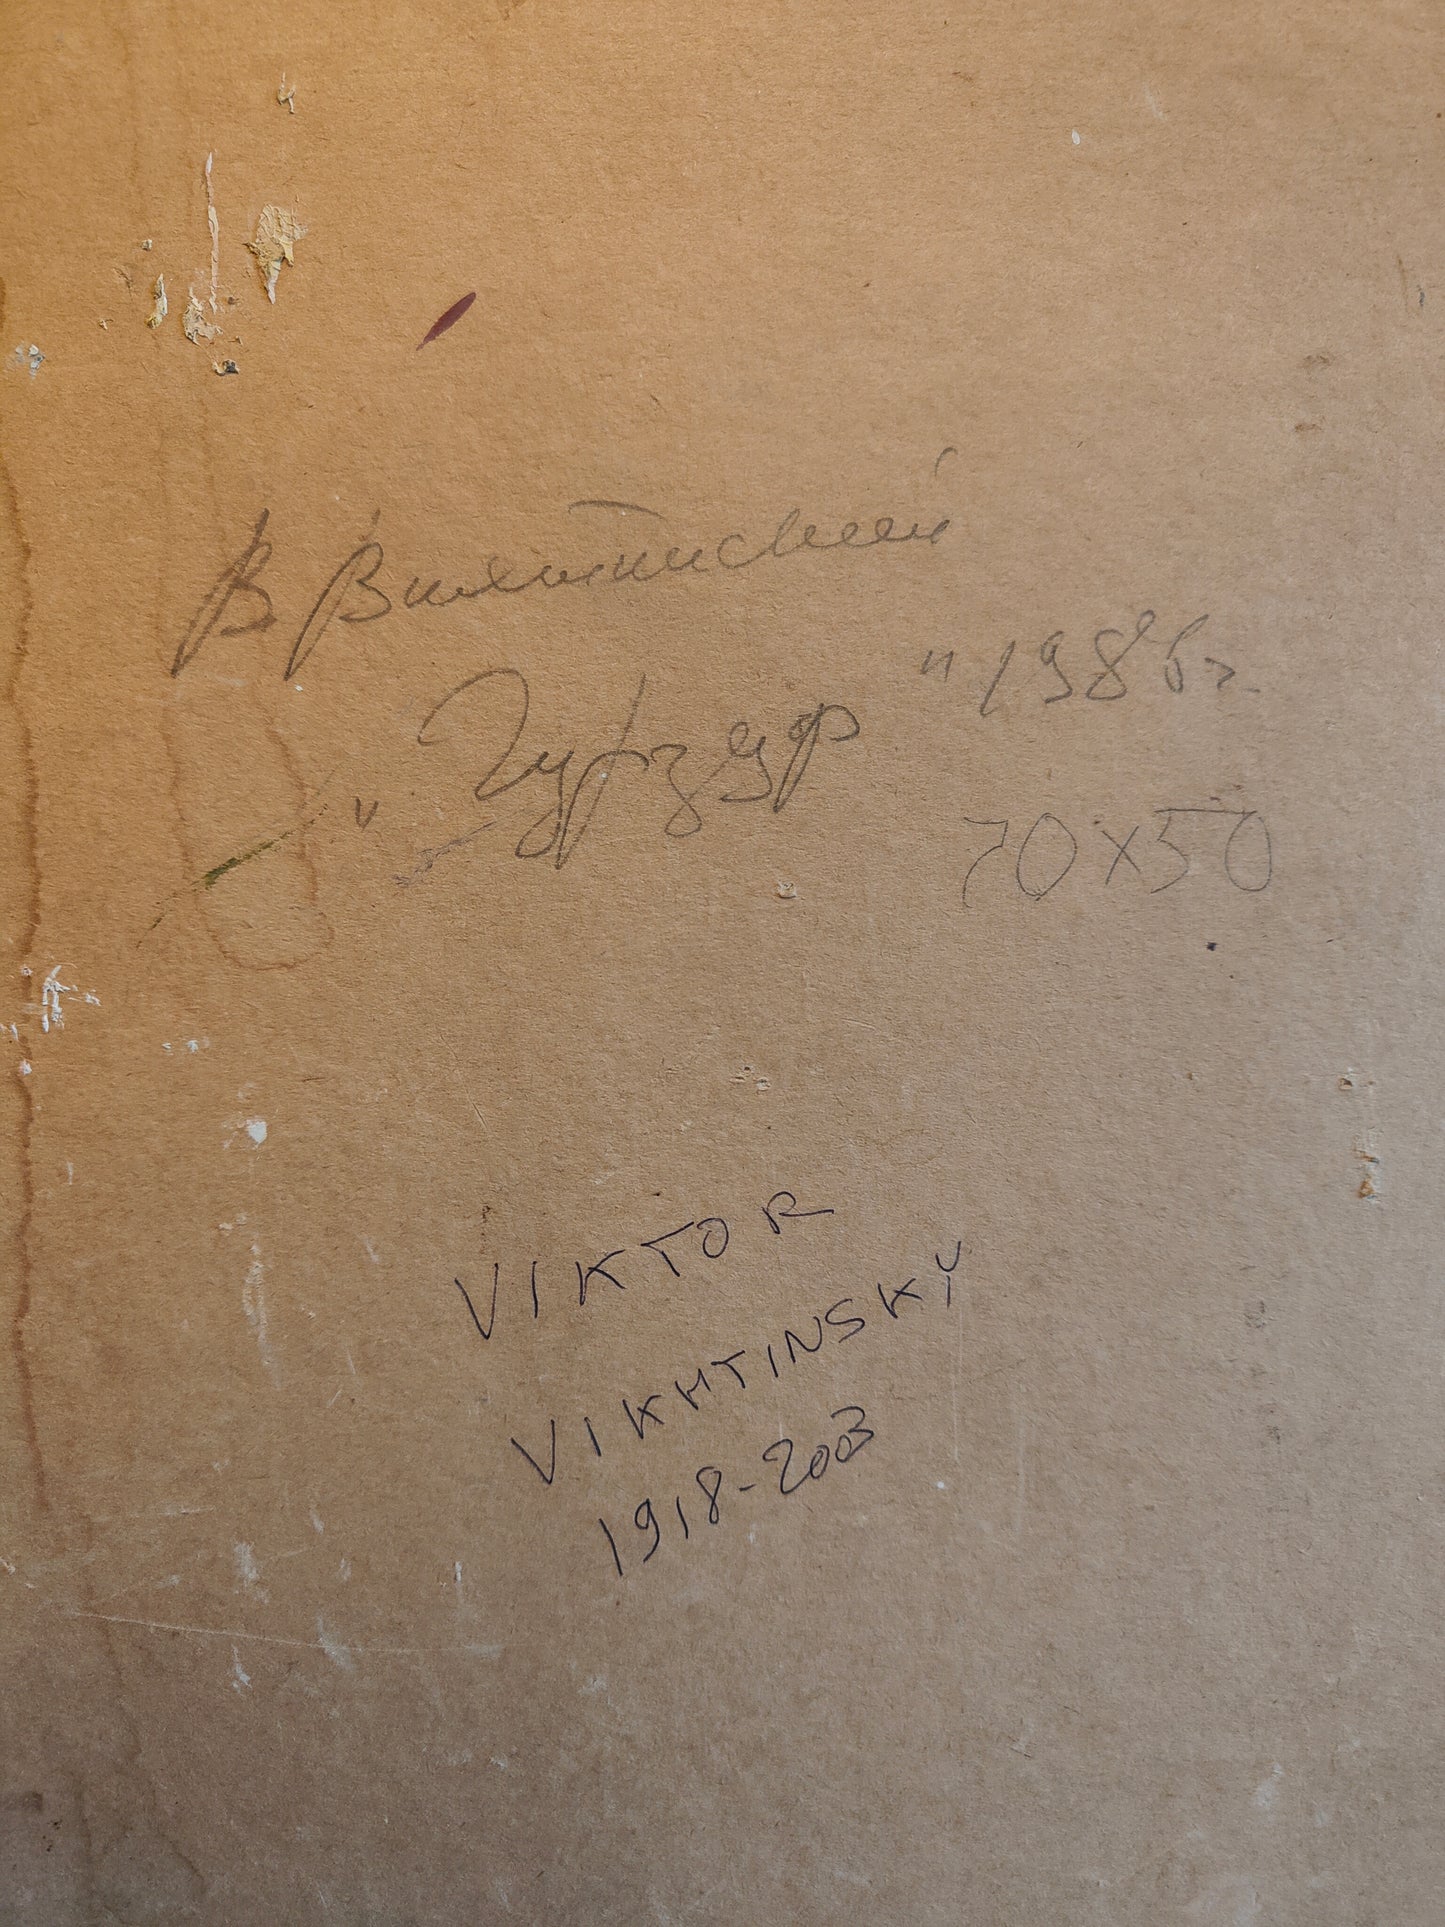 В. Вихтинский
„Гурзуф" 1986г.
70x50
VIKTOR
VIKHTINSKY
1918-2003